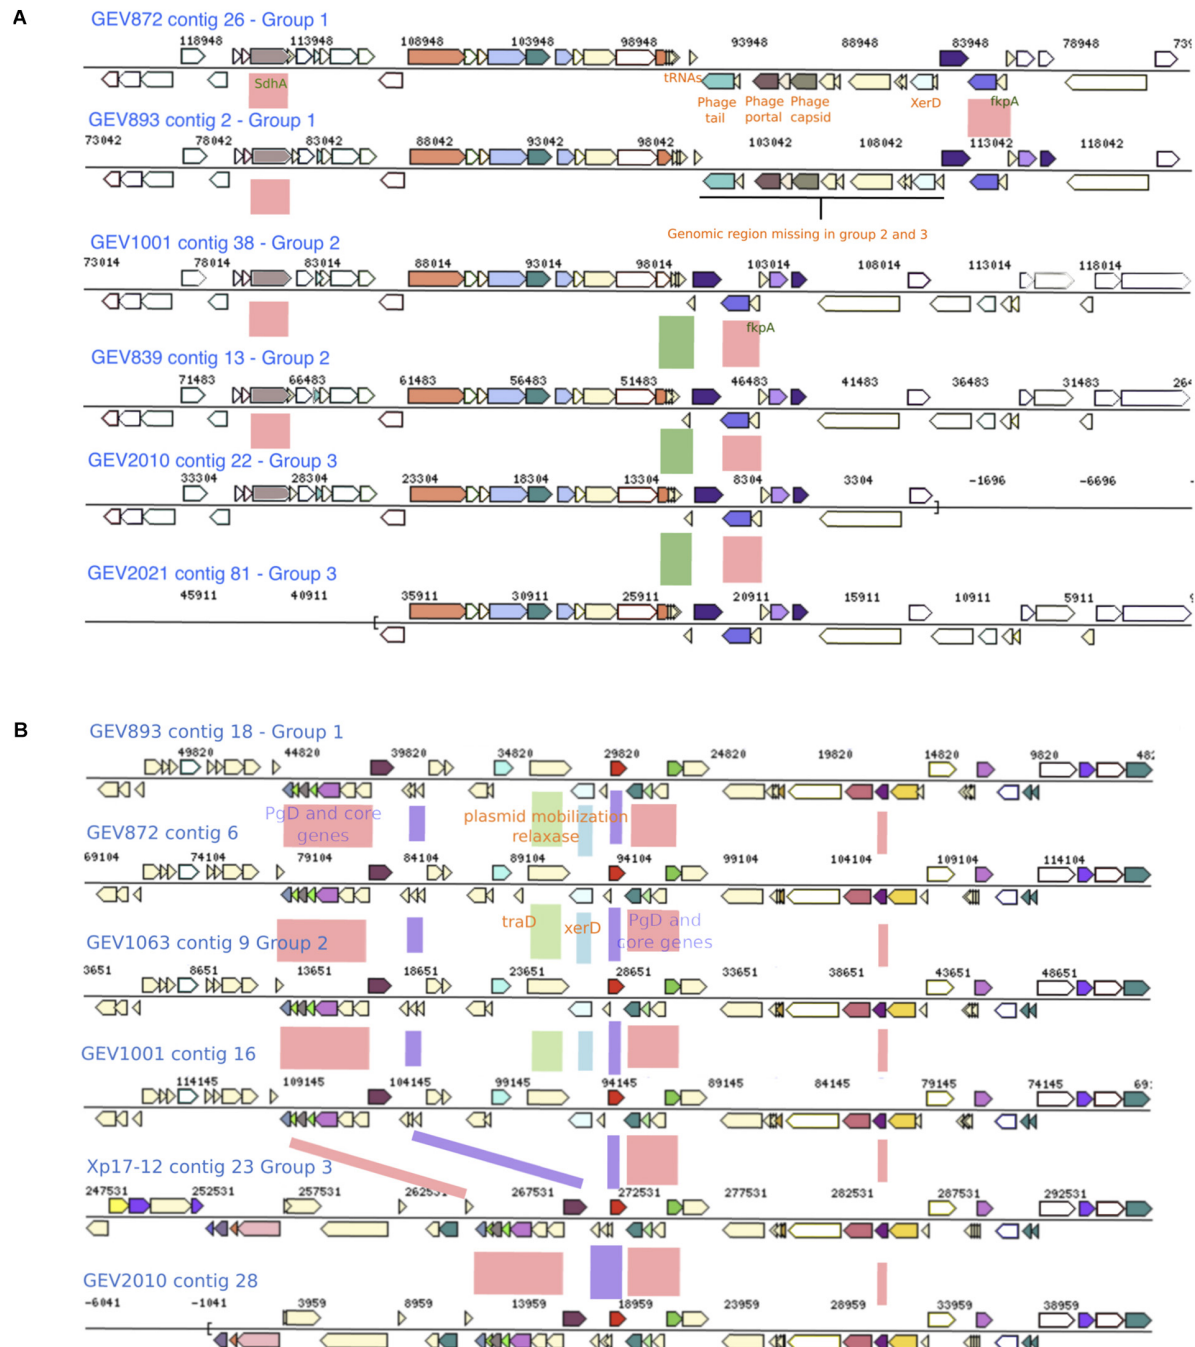 A
GEV872 contig 26 - Group 1
118948 113948 108948 103948 98948 93948 88948 83948 78948 739
SdhA tRNAs
Phage tail Phage portal Phage capsid XerD fkpA
GEV893 contig 2 - Group 1
73042 78042 83042 88042 93042 98042 103042 108042 113042 118042
Genomic region missing in group 2 and 3
GEV1001 contig 38 - Group 2
73014 78014 83014 88014 93014 98014 103014 108014 113014 118014
fkpA
GEV839 contig 13 - Group 2
71483 66483 61483 56483 51483 46483 41483 36483 31483 264
GEV2010 contig 22 - Group 3
33304 28304 23304 18304 13304 8304 3304 -1696 -6696 -
GEV2021 contig 81 - Group 3
45911 40911 35911 30911 25911 20911 15911 10911 5911
B
GEV893 contig 18 - Group 1
49820 44820 39820 34820 29820 24820 19820 14820 9820 482
PgD and core genes
plasmid mobilization relaxase
GEV872 contig 6
69104 74104 79104 84104 89104 94104 99104 104104 109104 114104
traD xerD PgD and core genes
GEV1063 contig 9 Group 2
3651 8651 13651 18651 23651 28651 33651 38651 43651 48651
GEV1001 contig 16
114145 109145 104145 99145 94145 89145 84145 79145 74145 691
Xp17-12 contig 23 Group 3
247531 252531 257531 262531 267531 272531 277531 282531 287531 292531
GEV2010 contig 28
-6041 -1041 3959 8959 13959 18959 23959 28959 33959 38959